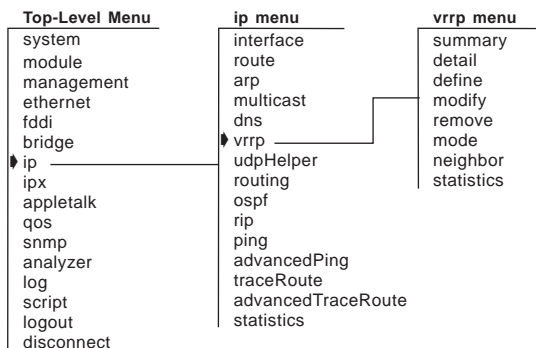 Top-Level Menu
system
module
management
ethernet
fddi
bridge
ip
ipx
appletalk
qos
snmp
analyzer
log
script
logout
disconnect
ip menu
interface
route
arp
multicast
dns
vrrp
udpHelper
routing
ospf
rip
ping
advancedPing
traceRoute
advancedTraceRoute
statistics
vrrp menu
summary
detail
define
modify
remove
mode
neighbor
statistics